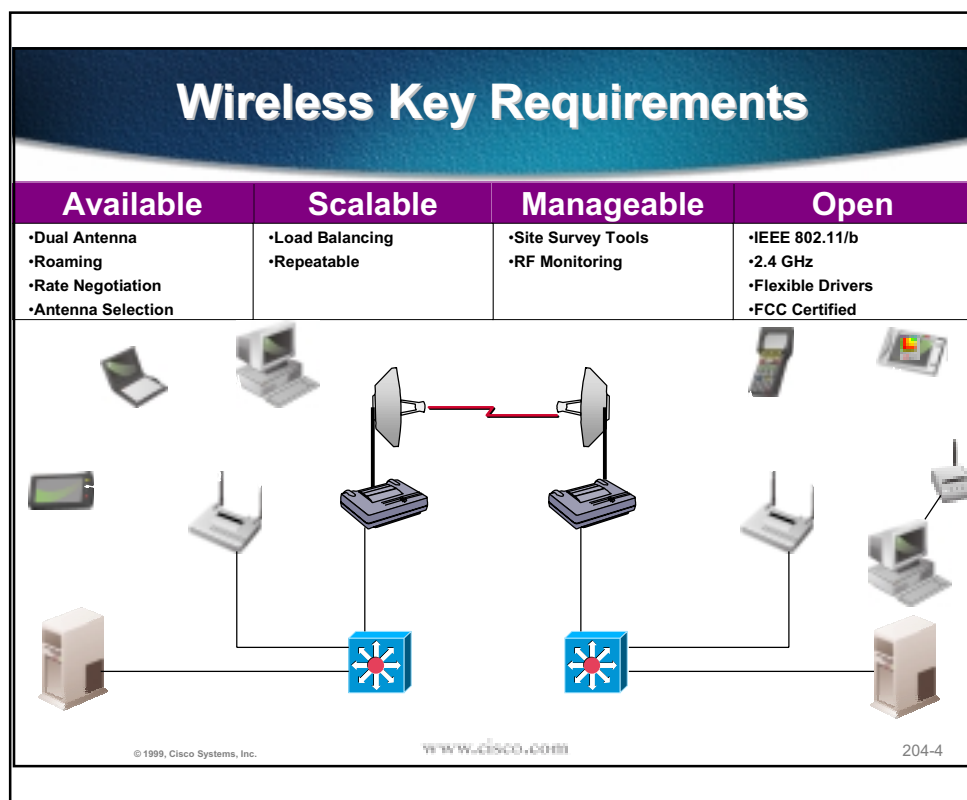 Wireless Key Requirements
Available
Scalable
Manageable
Open
•Dual Antenna
•Roaming
•Rate Negotiation
•Antenna Selection
•Load Balancing
•Repeatable
•Site Survey Tools
•RF Monitoring
•IEEE 802.11/b
•2.4 GHz
•Flexible Drivers
•FCC Certified
© 1999, Cisco Systems, Inc.
www.cisco.com
204-4